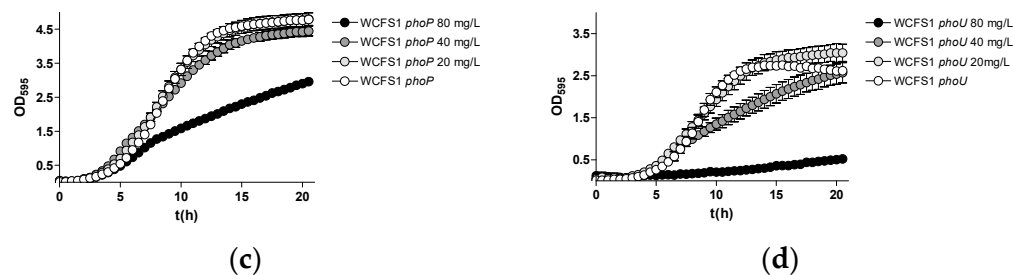 4.5
3.5
2.5
1.5
0.5
OD595
0
5
10
15
20
t(h)
WCFS1 phoP 80 mg/L
WCFS1 phoP 40 mg/L
WCFS1 phoP 20 mg/L
WCFS1 phoP
(c)
3.5
2.5
1.5
0.5
OD595
0
5
10
15
20
t(h)
WCFS1 phoU 80 mg/L
WCFS1 phoU 40 mg/L
WCFS1 phoU 20mg/L
WCFS1 phoU
(d)